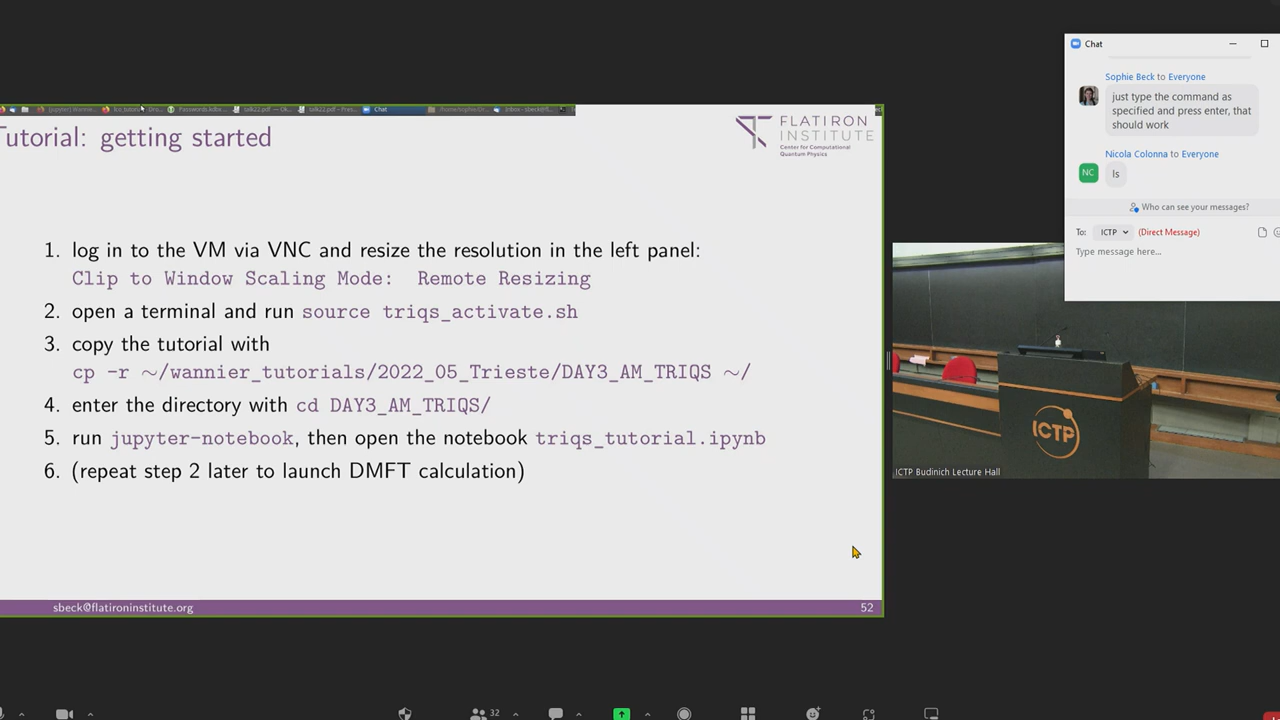 Chat
Sophie Beck to Everyone
just type the command as
specified and press enter, that
should work
Nicola Colonna to Everyone
NC
ls
Who can see your messages?
To: ICTP (Direct Message)
Type message here...
Chat
Tutorial: getting started
FLATIRON
INSTITUTE
Center for Computational
Quantum Physics
1. log in to the VM via VNC and resize the resolution in the left panel:
Clip to Window Scaling Mode: Remote Resizing
2. open a terminal and run source triqs_activate.sh
3. copy the tutorial with
cp -r ~/wannier_tutorials/2022_05_Trieste/DAY3_AM_TRIQS ~/
4. enter the directory with cd DAY3_AM_TRIQS/
5. run jupyter-notebook, then open the notebook triqs_tutorial.ipynb
6. (repeat step 2 later to launch DMFT calculation)
sbeck@flatironinstitute.org
52
ICTP
ICTP Budinich Lecture Hall
32